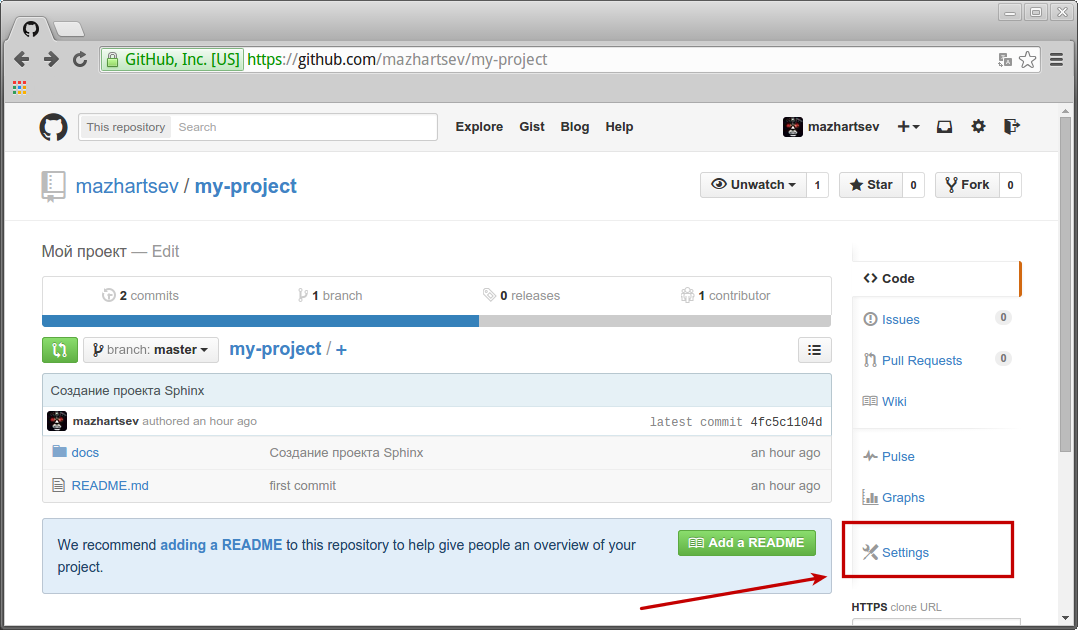 GitHub, Inc. [US] https://github.com/mazhartsev/my-project
This repository Search Explore Gist Blog Help mazhartsev
mazhartsev / my-project Unwatch 1 Star 0 Fork 0
Мой проект — Edit
2 commits 1 branch 0 releases 1 contributor
branch: master my-project / +
Создание проекта Sphinx
mazhartsev authored an hour ago latest commit 4fc5c1104d
docs Создание проекта Sphinx an hour ago
README.md first commit an hour ago
We recommend adding a README to this repository to help give people an overview of your
project.
Add a README
Code
Issues 0
Pull Requests 0
Wiki
Pulse
Graphs
Settings
HTTPS clone URL